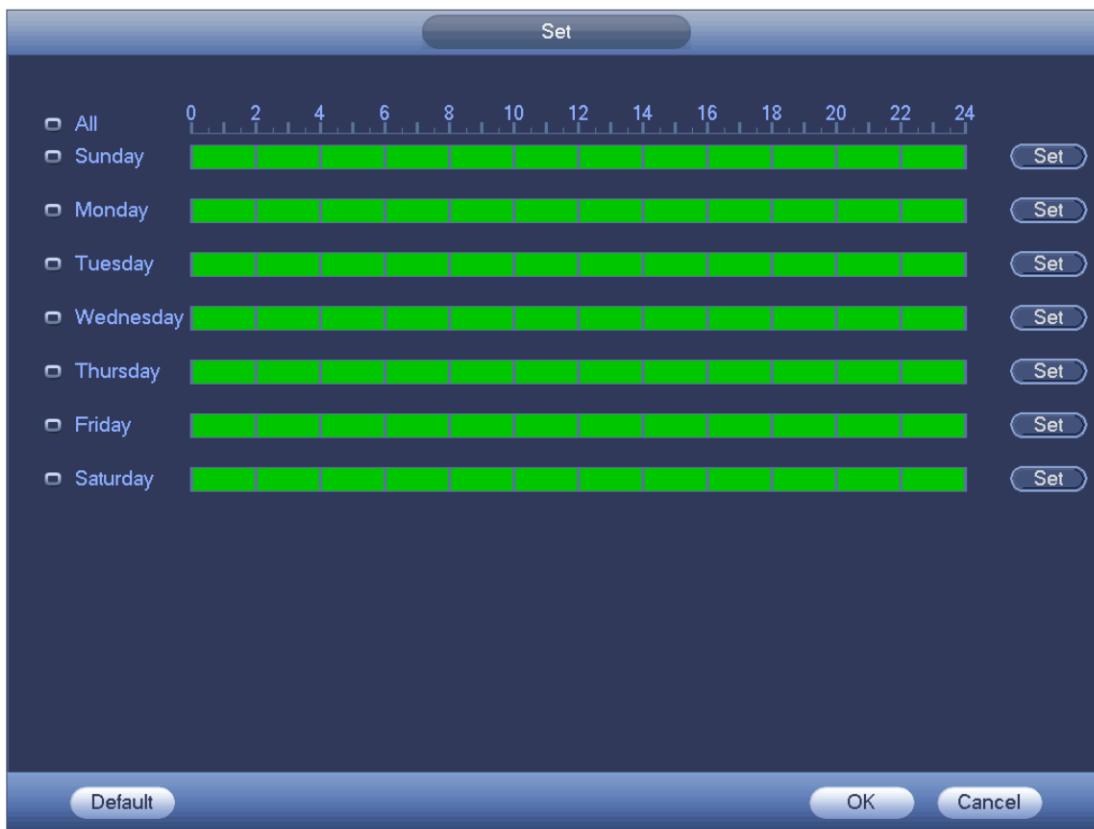 Set
0 2 4 6 8 10 12 14 16 18 20 22 24
All
Sunday Set
Monday Set
Tuesday Set
Wednesday Set
Thursday Set
Friday Set
Saturday Set
Default OK Cancel